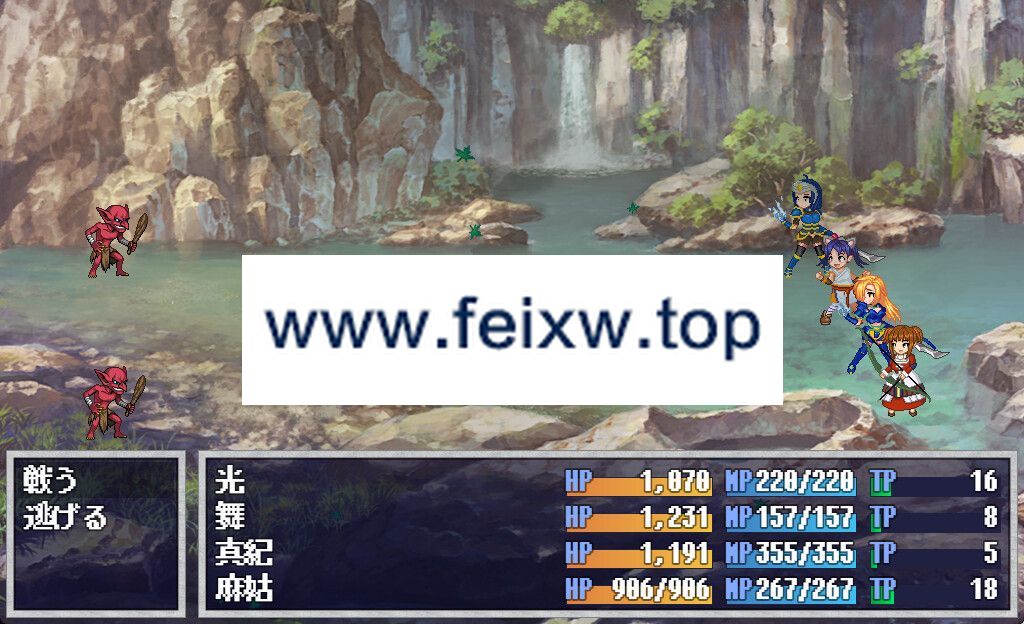 www.feixw.top
戦う
逃げる
光 HP 1,070 MP 220/220 TP 16
舞 HP 1,231 MP 157/157 TP 8
真紀 HP 1,191 MP 355/355 TP 5
麻姑 HP 906/906 MP 267/267 TP 18